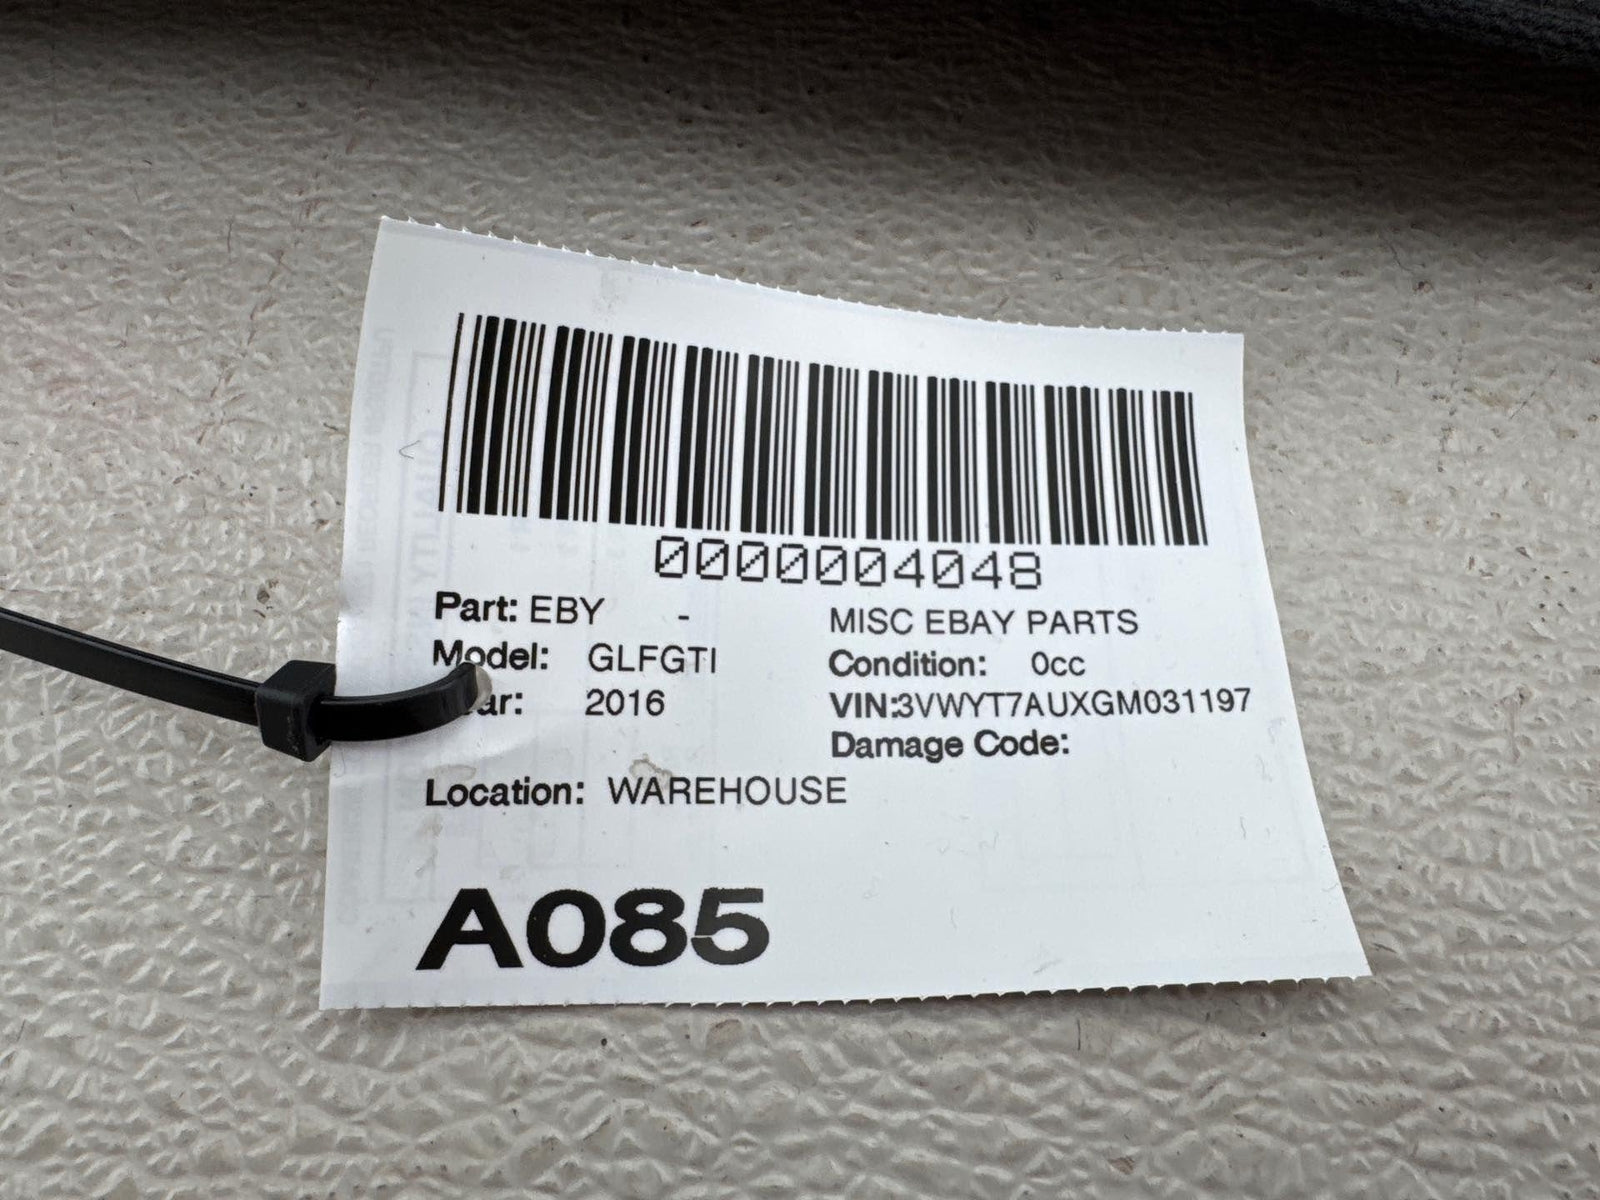 0000004048
Part: EBY - MISC EBAY PARTS
Model: GLFGTI Condition: 0cc
ar: 2016 VIN:3VWYT7AUXGM031197
Damage Code:
Location: WAREHOUSE
A085